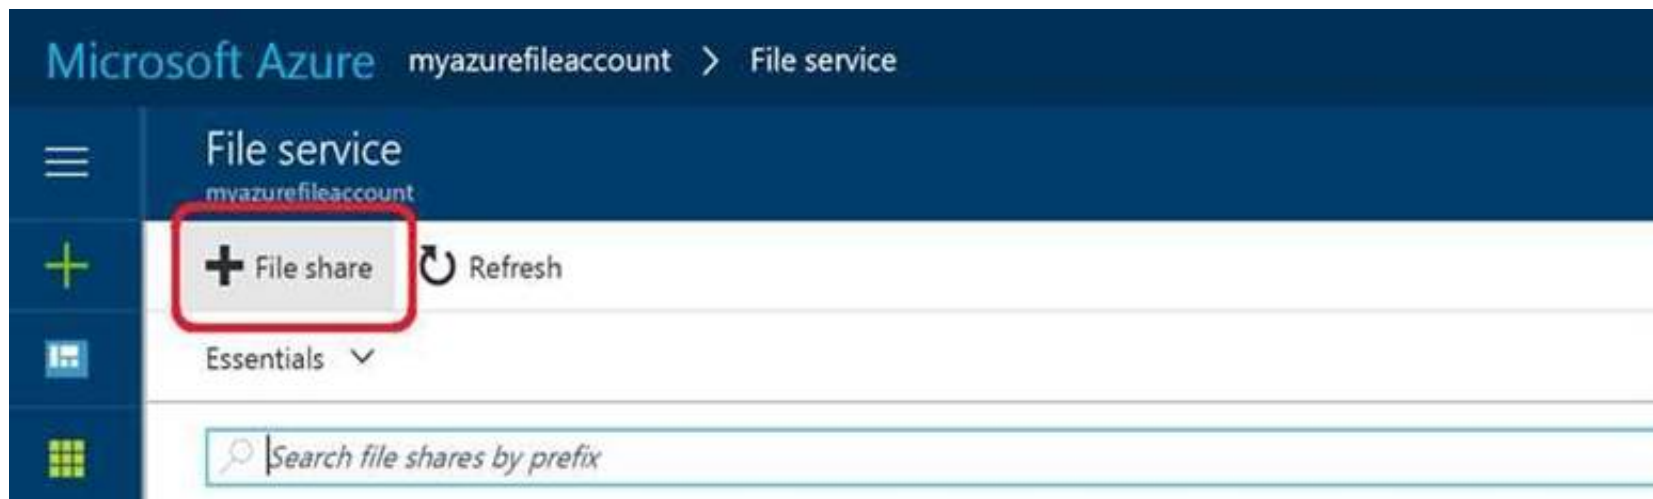 Microsoft Azure myazurefileaccount > File service
File service
myazurefileaccount
+ File share Refresh
Essentials
Search file shares by prefix